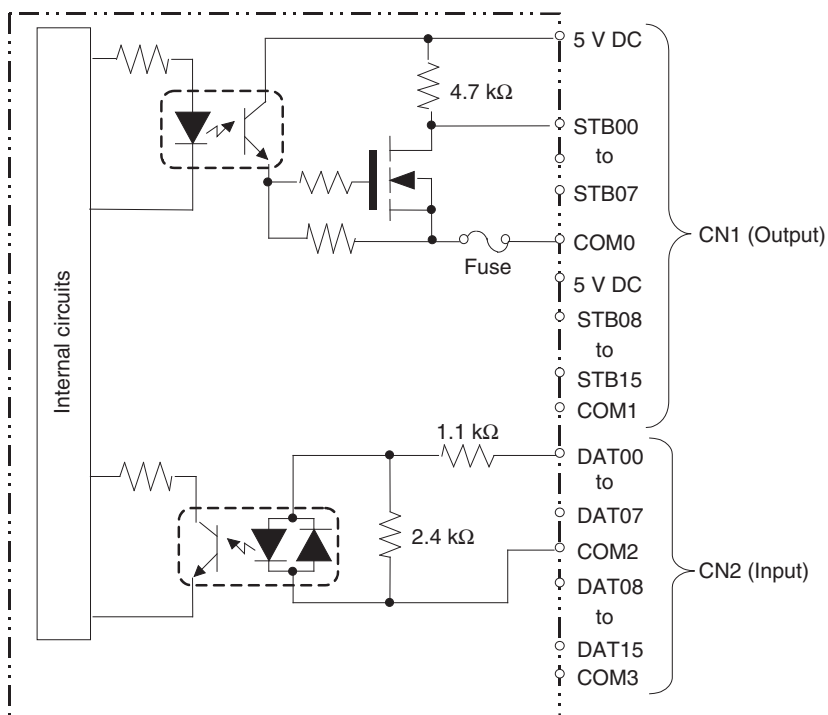 5 V DC
4.7 kΩ
STB00
to
STB07
COM0
Fuse
CN1 (Output)
5 V DC
STB08
to
STB15
COM1
Internal circuits
1.1 kΩ
DAT00
to
DAT07
2.4 kΩ
COM2
CN2 (Input)
DAT08
to
DAT15
COM3